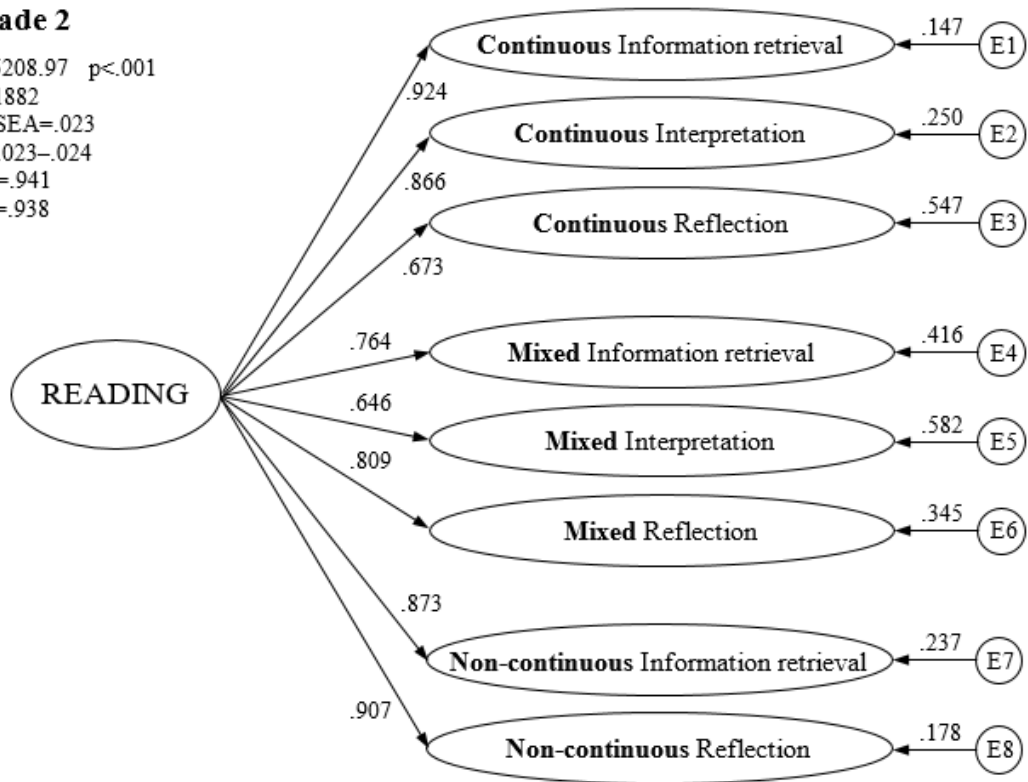 ade 2
208.97 p<.001
1882
SEA=.023
023–.024
=.941
=.938
READING
.924
.866
.673
.764
.646
.809
.873
.907
Continuous Information retrieval
.147
E1
Continuous Interpretation
.250
E2
Continuous Reflection
.547
E3
Mixed Information retrieval
.416
E4
Mixed Interpretation
.582
E5
Mixed Reflection
.345
E6
Non-continuous Information retrieval
.237
E7
Non-continuous Reflection
.178
E8